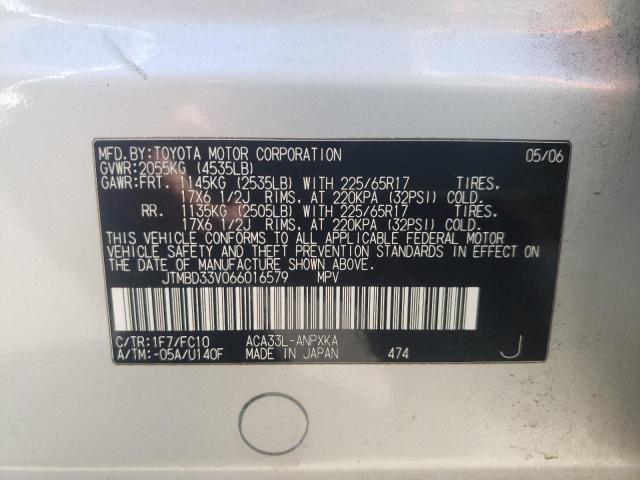 MFD.BY:TOYOTA MOTOR CORPORATION 05/06
GVWR:2055KG (4535LB)
GAWR:FRT. 1145KG (2535LB) WITH 225/65R17 TIRES.
17X6 1/2J RIMS, AT 220KPA (32PSI) COLD.
RR. 1135KG (2505LB) WITH 225/65R17 TIRES.
17X6 1/2J RIMS, AT 220KPA (32PSI) COLD.
THIS VEHICLE CONFORMS TO ALL APPLICABLE FEDERAL MOTOR
VEHICLE SAFETY AND THEFT PREVENTION STANDARDS IN EFFECT ON
THE DATE OF MANUFACTURE SHOWN ABOVE.
JTMBD33V066016579 MPV
C/TR:1F7/FC10 ACA33L-ANPXKA
A/TM:-05A/U140F MADE IN JAPAN 474 J